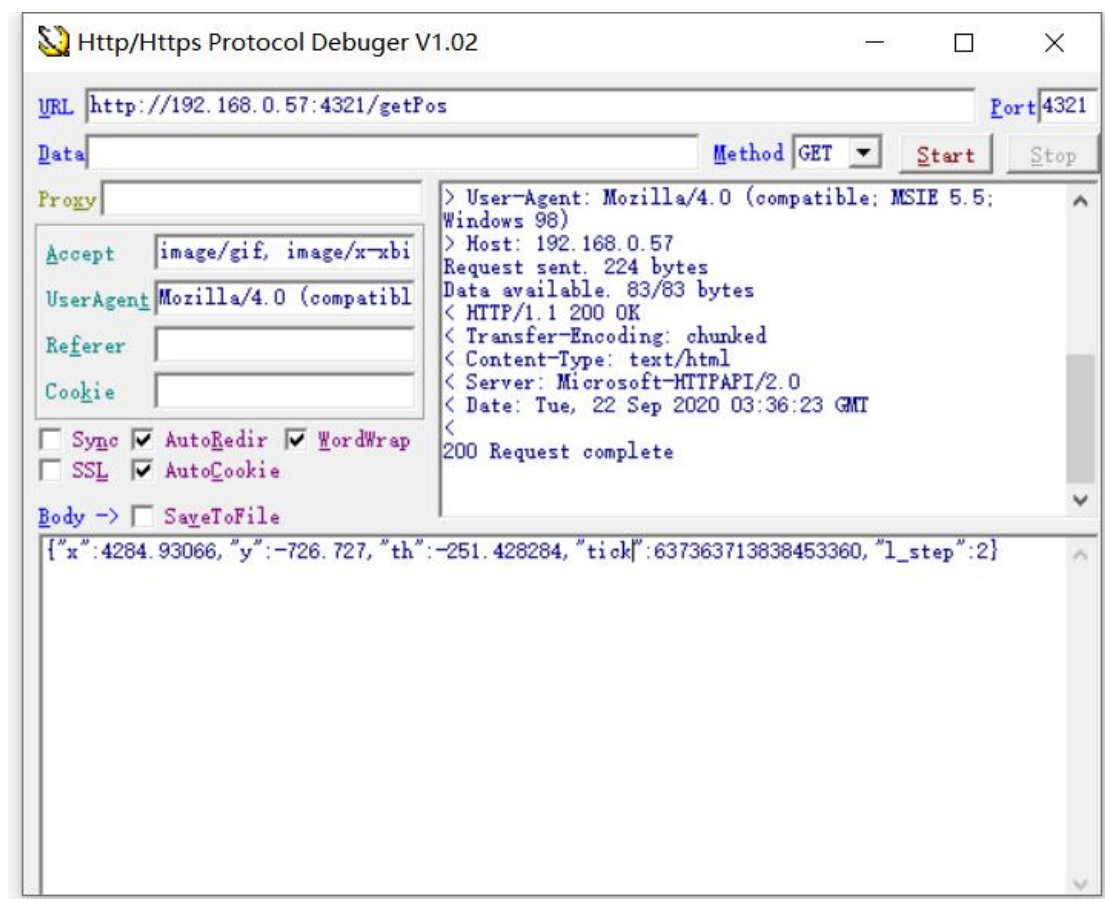 Http/Https Protocol Debuger V1.02
URL http://192.168.0.57:4321/getPos Port 4321
Data Method GET Start Stop
Proxy
Accept image/gif, image/x-xbi
UserAgent Mozilla/4.0 (compatibl
Referer
Cookie
Sync AutoRedir WordWrap
SSL AutoCookie
Body -> SaveToFile
> User-Agent: Mozilla/4.0 (compatible; MSIE 5.5;
Windows 98)
> Host: 192.168.0.57
Request sent. 224 bytes
Data available. 83/83 bytes
< HTTP/1.1 200 OK
< Transfer-Encoding: chunked
< Content-Type: text/html
< Server: Microsoft-HTTPAPI/2.0
< Date: Tue, 22 Sep 2020 03:36:23 GMT
<
200 Request complete
{"x":4284.93066,"y":-726.727,"th":-251.428284,"tick":637363713838453360,"l_step":2}